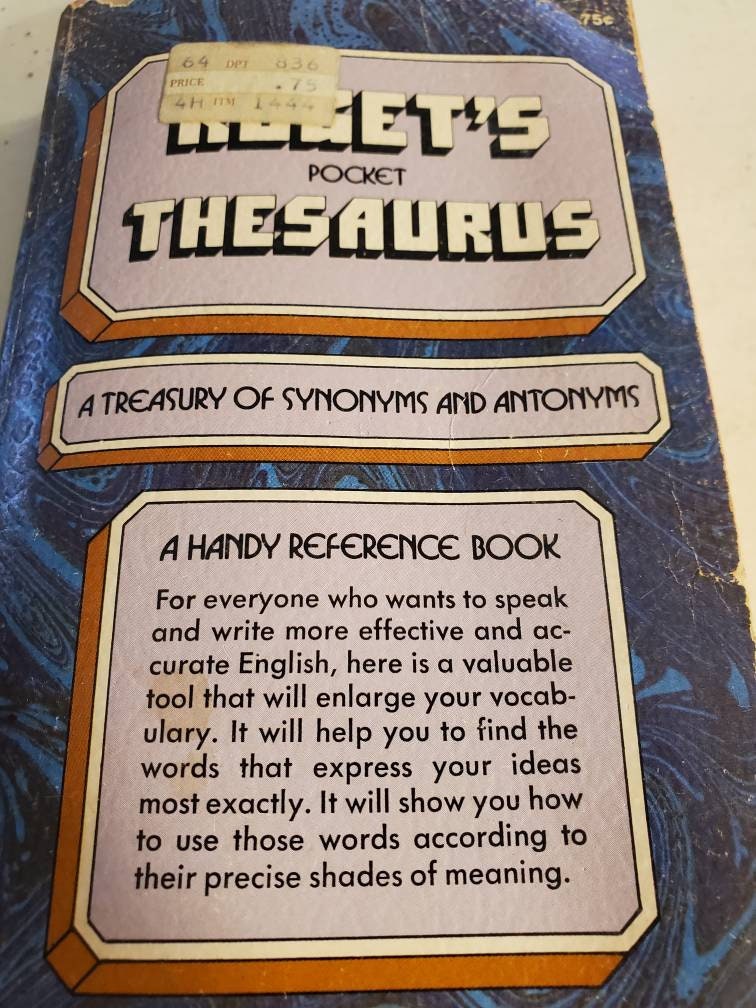 75¢
64 DPT 836
PRICE .75
4H ITM 1444
ROGET'S
POCKET
THESAURUS
A TREASURY OF SYNONYMS AND ANTONYMS
A HANDY REFERENCE BOOK
For everyone who wants to speak
and write more effective and ac-
curate English, here is a valuable
tool that will enlarge your vocab-
ulary. It will help you to find the
words that express your ideas
most exactly. It will show you how
to use those words according to
their precise shades of meaning.